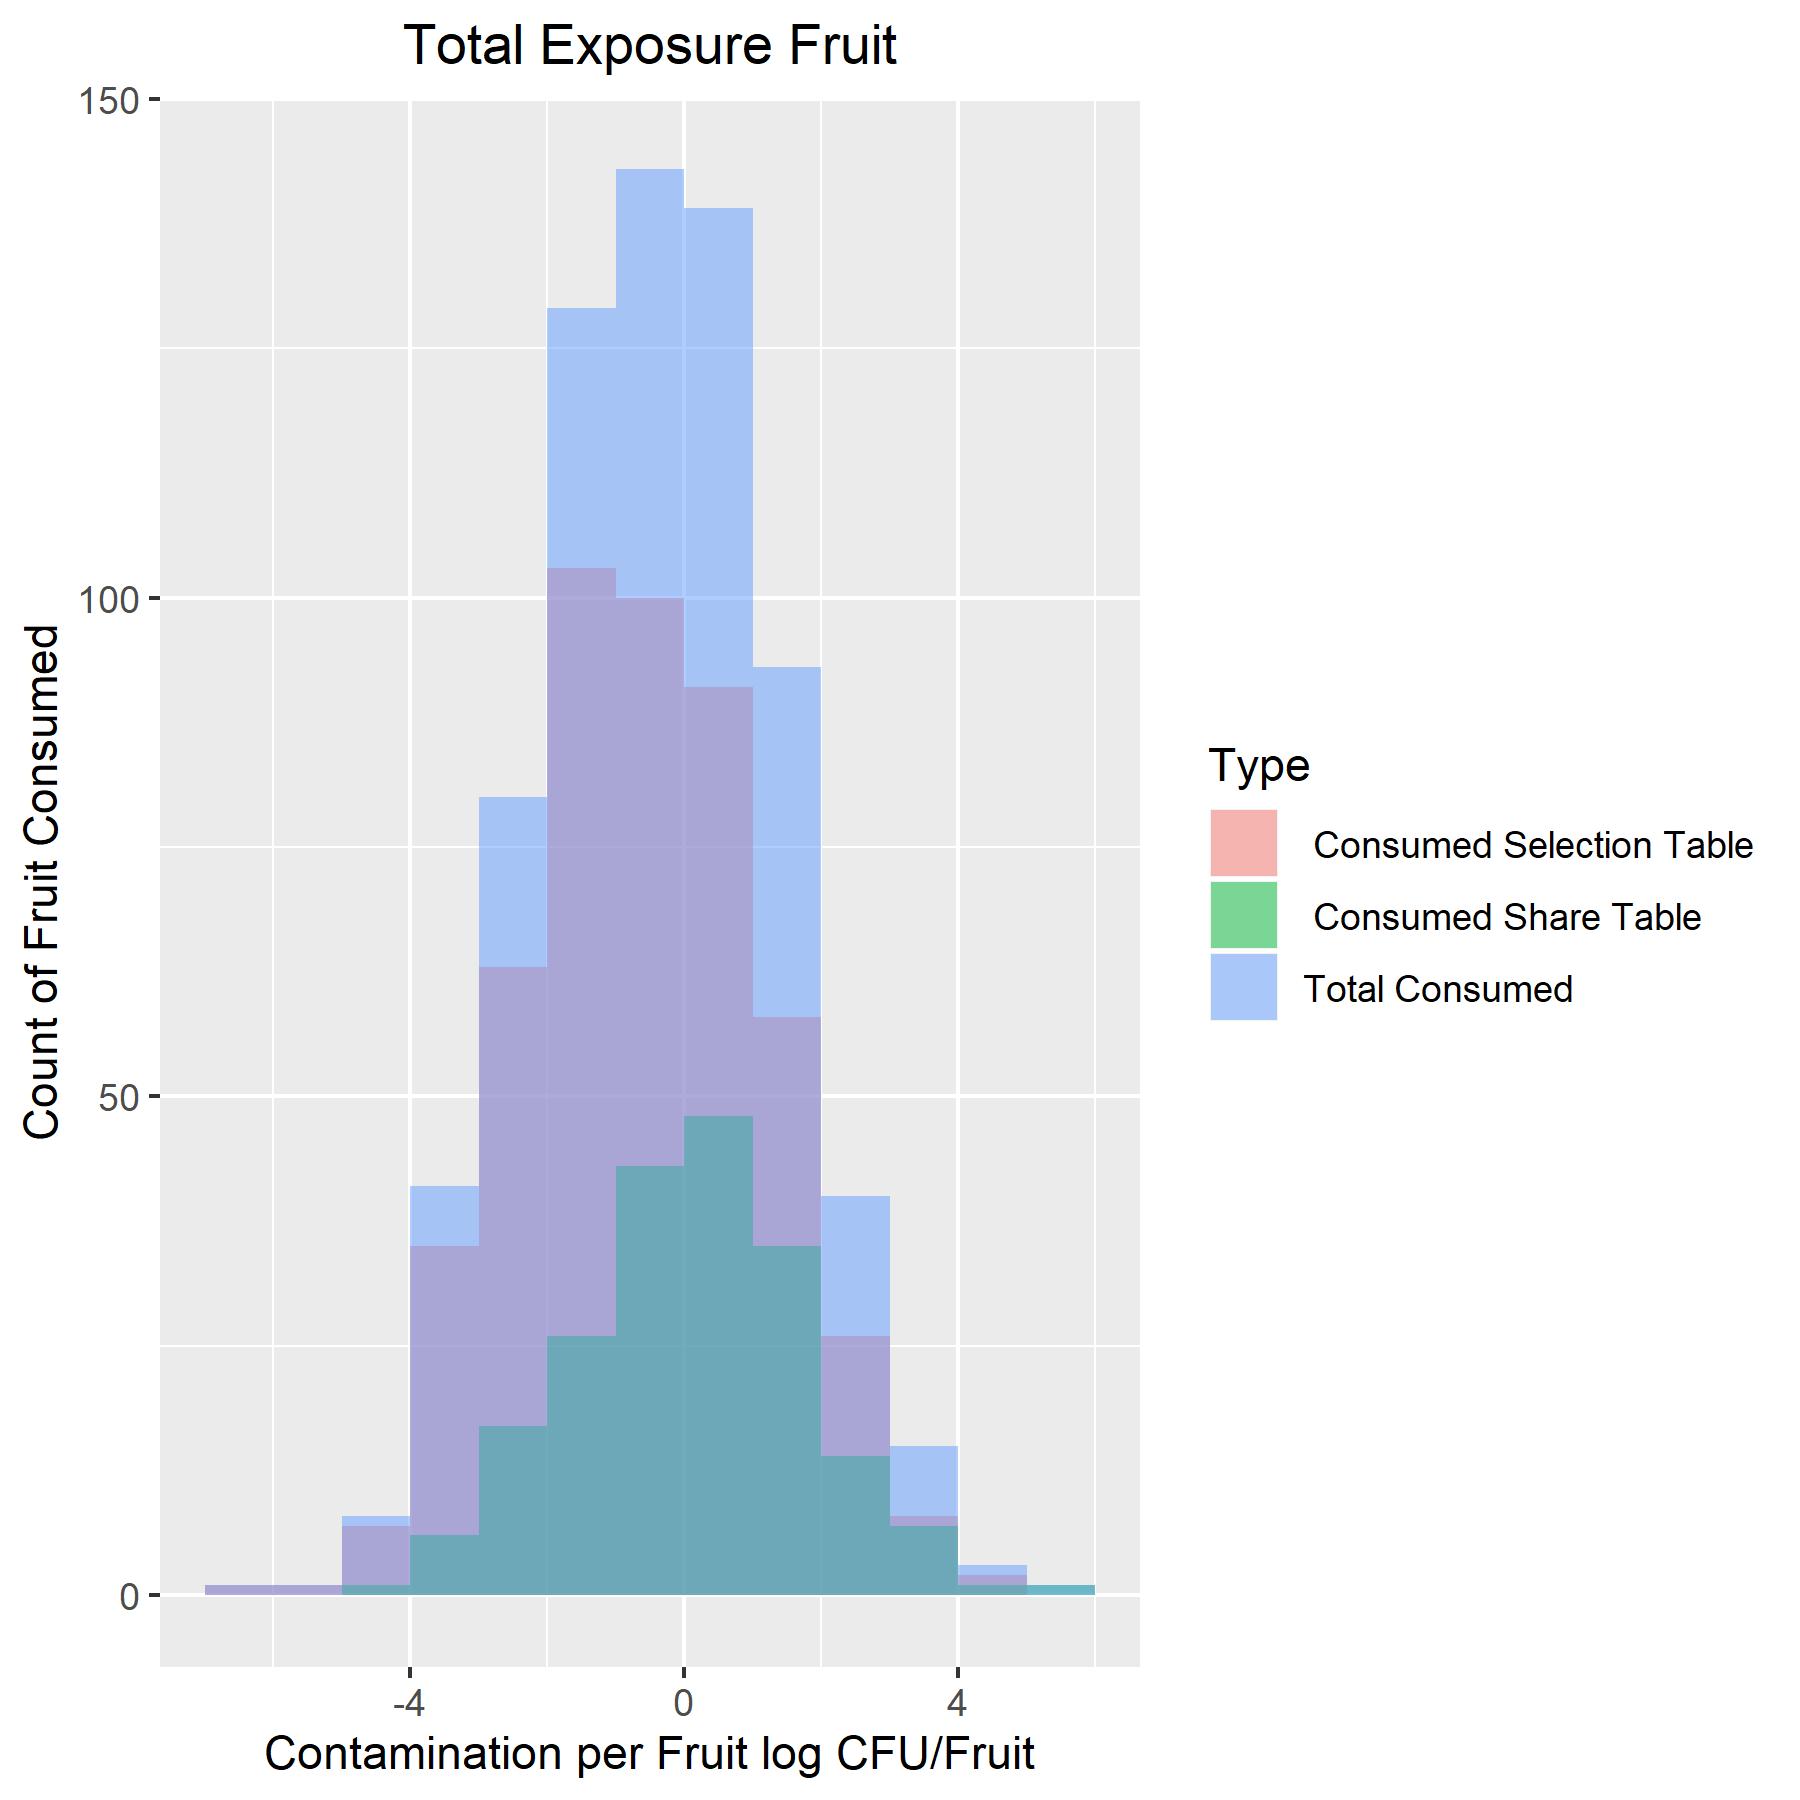 Total Exposure Fruit
150
100
50
0
Count of Fruit Consumed
-4
0
4
Contamination per Fruit log CFU/Fruit
Type
Consumed Selection Table
Consumed Share Table
Total Consumed